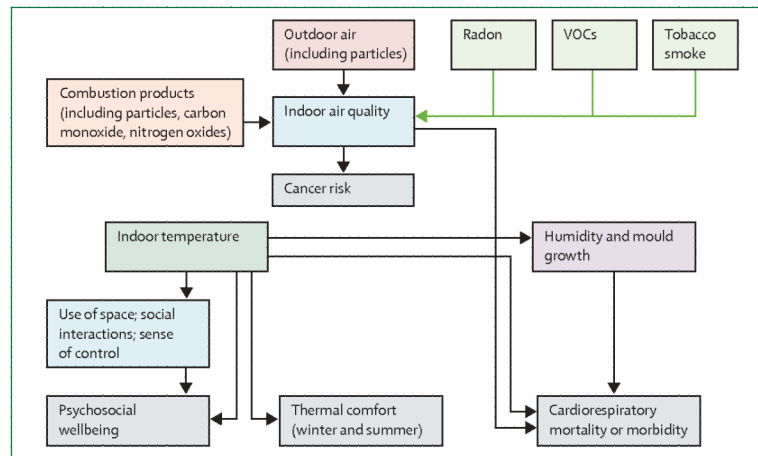 Outdoor air
(including particles)
Radon
VOCs
Tobacco
smoke
Combustion products
(including particles, carbon
monoxide, nitrogen oxides)
Indoor air quality
Cancer risk
Indoor temperature
Humidity and mould
growth
Use of space; social
interactions; sense
of control
Psychosocial
wellbeing
Thermal comfort
(winter and summer)
Cardiorespiratory
mortality or morbidity